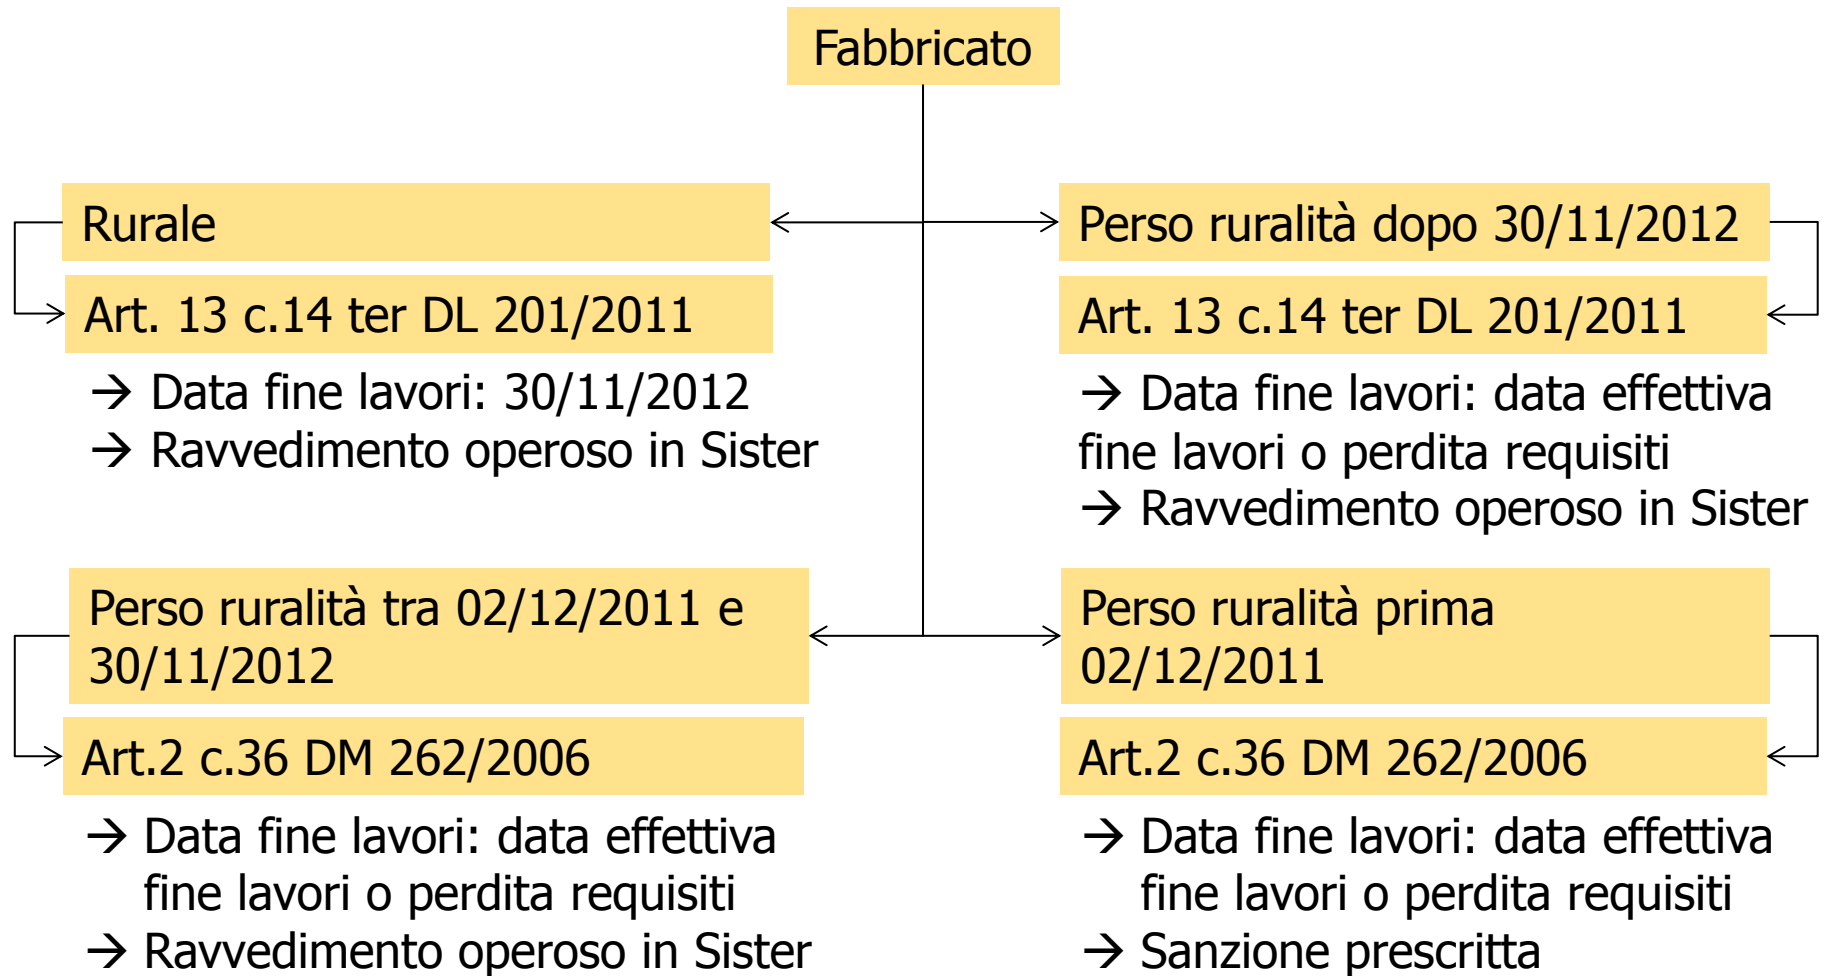 Fabbricato
Rurale
Art. 13 c.14 ter DL 201/2011
→ Data fine lavori: 30/11/2012
→ Ravvedimento operoso in Sister
Perso ruralità dopo 30/11/2012
Art. 13 c.14 ter DL 201/2011
→ Data fine lavori: data effettiva
fine lavori o perdita requisiti
→ Ravvedimento operoso in Sister
Perso ruralità tra 02/12/2011 e
30/11/2012
Art.2 c.36 DM 262/2006
→ Data fine lavori: data effettiva
fine lavori o perdita requisiti
→ Ravvedimento operoso in Sister
Perso ruralità prima
02/12/2011
Art.2 c.36 DM 262/2006
→ Data fine lavori: data effettiva
fine lavori o perdita requisiti
→ Sanzione prescritta